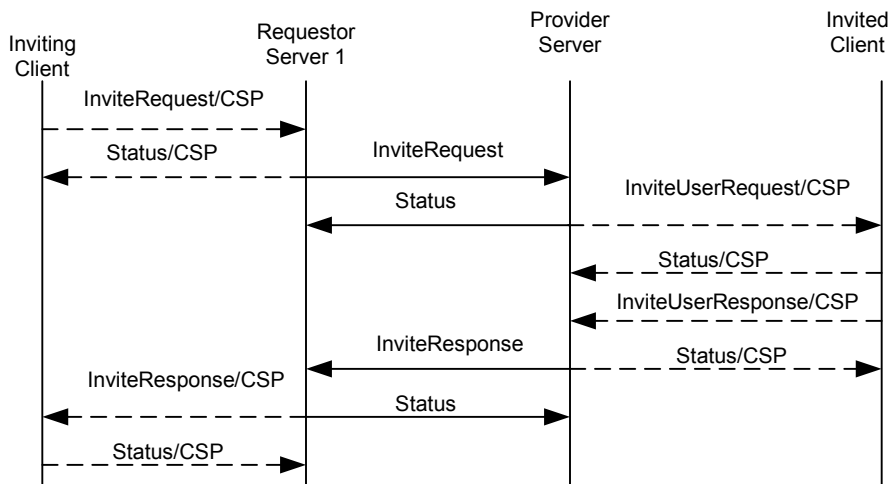 Inviting
Client
Requestor
Server 1
Provider
Server
Invited
Client
InviteRequest/CSP
Status/CSP
InviteRequest
InviteUserRequest/CSP
Status
Status/CSP
InviteUserResponse/CSP
InviteResponse
Status/CSP
InviteResponse/CSP
Status
Status/CSP